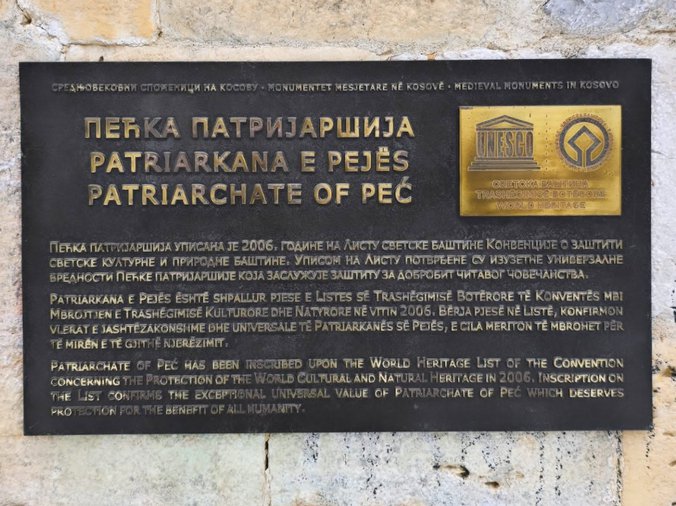 СРЕДЊОВЕКОВНИ СПОМЕНИЦИ НА КОСОВУ · MONUMENTET MESJETARE NË KOSOVË · MEDIEVAL MONUMENTS IN KOSOVO
ПЕЋКА ПАТРИЈАРШИЈА
PATRIARKANA E PEJËS
PATRIARCHATE OF PEĆ
UNESCO
СВЕТСКА БАШТИНА
TRASHËGIMISË BOTËRORE
WORLD HERITAGE
ПЕЋКА ПАТРИЈАРШИЈА УПИСАНА ЈЕ 2006. ГОДИНЕ НА ЛИСТУ СВЕТСКЕ БАШТИНЕ КОНВЕНЦИЈЕ О ЗАШТИТИ
СВЕТСКЕ КУЛТУРНЕ И ПРИРОДНЕ БАШТИНЕ. УПИСОМ НА ЛИСТУ ПОТВРЂЕНЕ СУ ИЗУЗЕТНЕ УНИВЕРЗАЛНЕ
ВРЕДНОСТИ ПЕЋКЕ ПАТРИЈАРШИЈЕ КОЈА ЗАСЛУЖУЈЕ ЗАШТИТУ ЗА ДОБРОБИТ ЧИТАВОГ ЧОВЕЧАНСТВА.
PATRIARKANA E PEJËS ËSHTË SHPALLUR PJESE E LISTES SË TRASHËGIMISË BOTËRORE TË KONVENTËS MBI
MBROJTJEN E TRASHËGIMISË KULTURORE DHE NATYRORE NË VITIN 2006. BËRJA PJESË NË LISTË, KONFIRMON
VLERAT E JASHTËZAKONSHME DHE UNIVERSALE TË PATRIARKANËS SË PEJËS, E CILA MERITON TË MBROHET PËR
TË MIRËN E TË GJITHË NJERËZIMIT.
PATRIARCHATE OF PEĆ HAS BEEN INSCRIBED UPON THE WORLD HERITAGE LIST OF THE CONVENTION
CONCERNING THE PROTECTION OF THE WORLD CULTURAL AND NATURAL HERITAGE IN 2006. INSCRIPTION ON
THE LIST CONFIRMS THE EXCEPTIONAL UNIVERSAL VALUE OF PATRIARCHATE OF PEĆ WHICH DESERVES
PROTECTION FOR THE BENEFIT OF ALL HUMANITY.